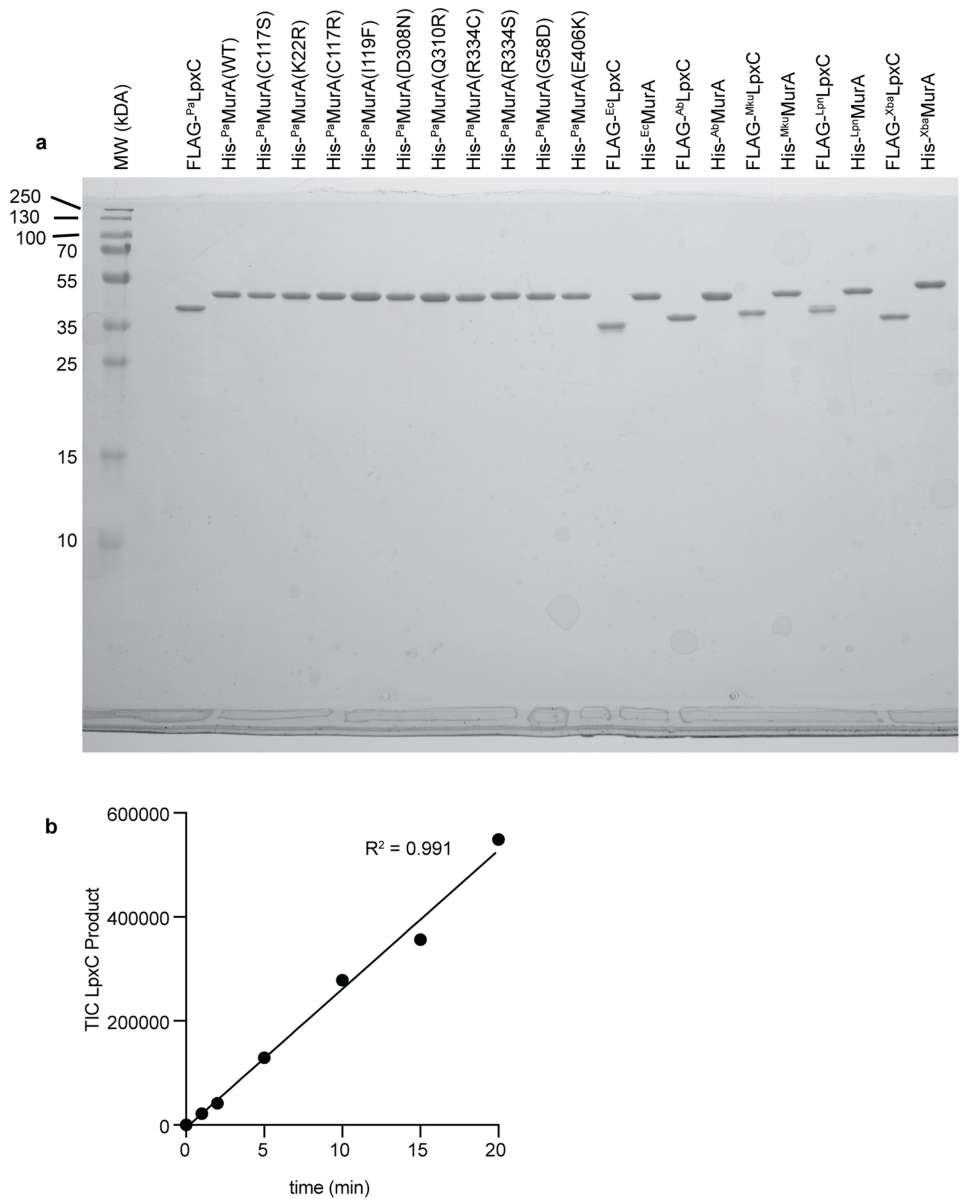 a
MW (kDA)
FLAG-PaLpxC
His-PaMurA(WT)
His-PaMurA(C117S)
His-PaMurA(K22R)
His-PaMurA(C117R)
His-PaMurA(I119F)
His-PaMurA(D308N)
His-PaMurA(Q310R)
His-PaMurA(R334C)
His-PaMurA(R334S)
His-PaMurA(G58D)
His-PaMurA(E406K)
FLAG-EcLpxC
His-EcMurA
FLAG-AbLpxC
His-AbMurA
FLAG-MkuLpxC
His-MkuMurA
FLAG-LpnLpxC
His-LpnMurA
FLAG-XbaLpxC
His-XbaMurA
250
130
100
70
55
35
25
15
10
b
TIC LpxC Product
600000
400000
200000
0
R² = 0.991
0 5 10 15 20
time (min)